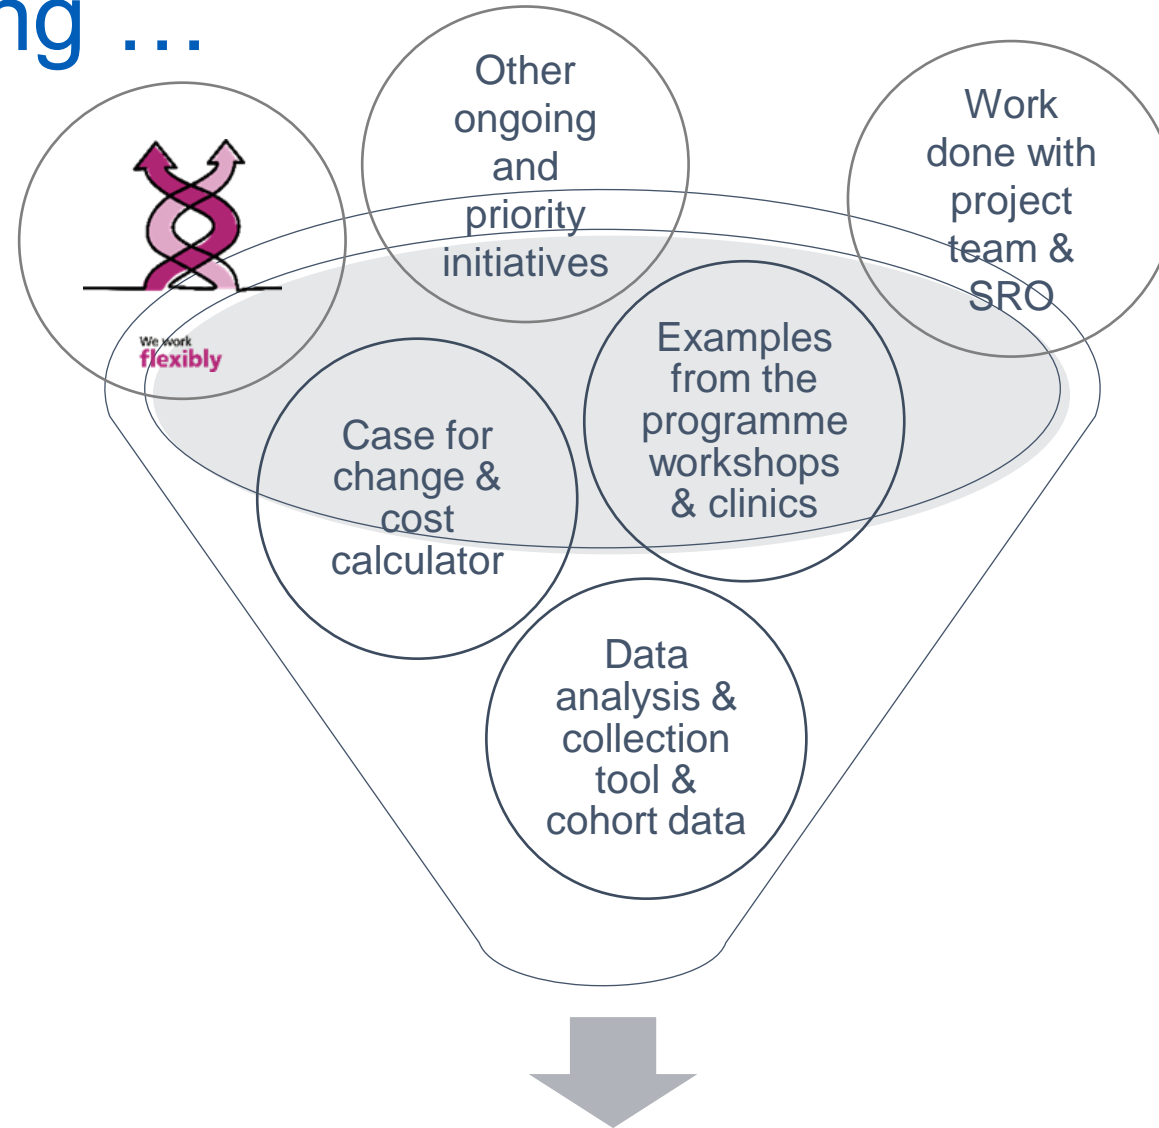 ng …
Other
ongoing
and
priority
initiatives
Work
done with
project
team &
SRO
We work
flexibly
Examples
from the
programme
workshops
& clinics
Case for
change &
cost
calculator
Data
analysis &
collection
tool &
cohort data